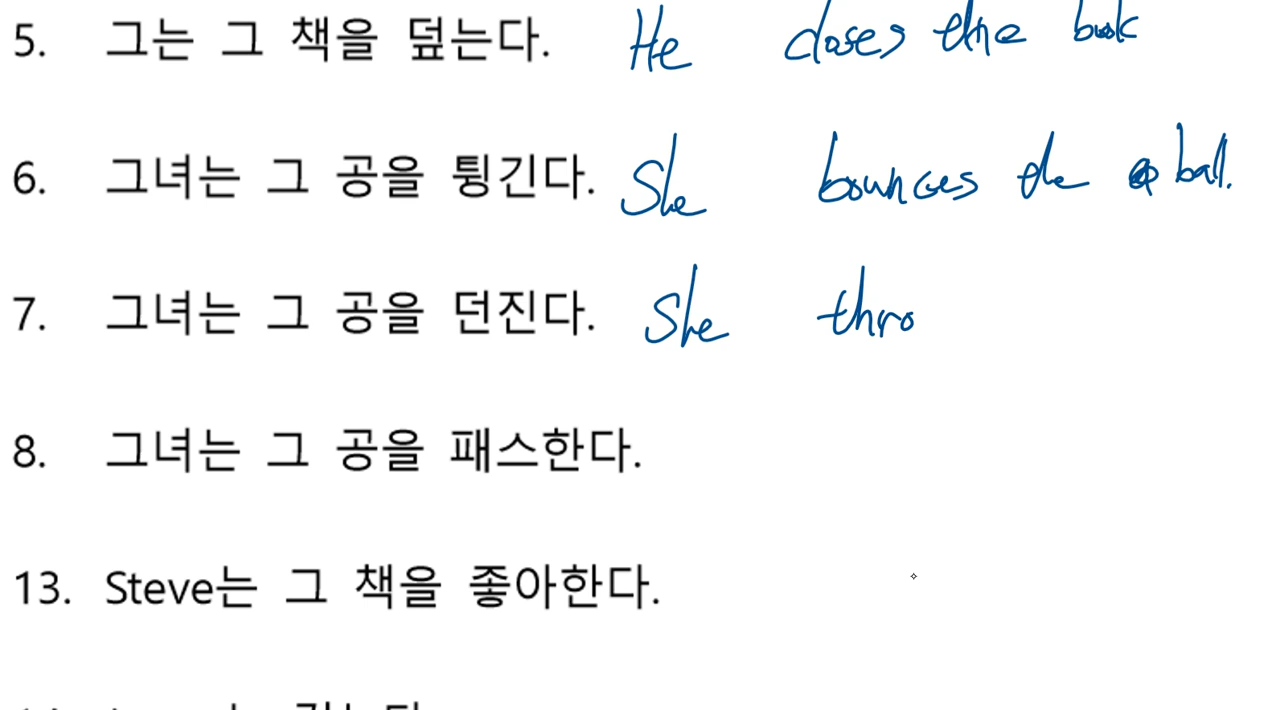 5. 그는 그 책을 덮는다. He closes the book
6. 그녀는 그 공을 튕긴다. She bounces the ball.
7. 그녀는 그 공을 던진다. She thro
8. 그녀는 그 공을 패스한다.
13. Steve는 그 책을 좋아한다.